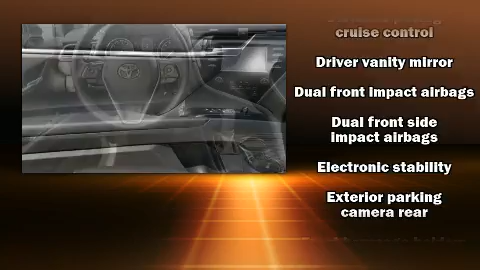 cruise control
Driver vanity mirror
Dual front impact airbags
Dual front side
impact airbags
Electronic stability
Exterior parking
camera rear